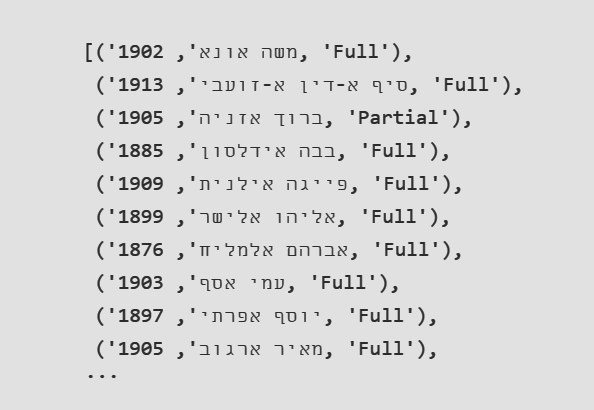 [('משה אונא', '1902', 'Full'),
('סיף א-דין א-זועבי', '1913', 'Full'),
('ברוך אזניה', '1905', 'Partial'),
('בבה אידלסון', '1885', 'Full'),
('פייגה אילנית', '1909', 'Full'),
('אליהו אלישר', '1899', 'Full'),
('אברהם אלמליח', '1876', 'Full'),
('עמי אסף', '1903', 'Full'),
('יוסף אפרתי', '1897', 'Full'),
('מאיר ארגוב', '1905', 'Full'),
...